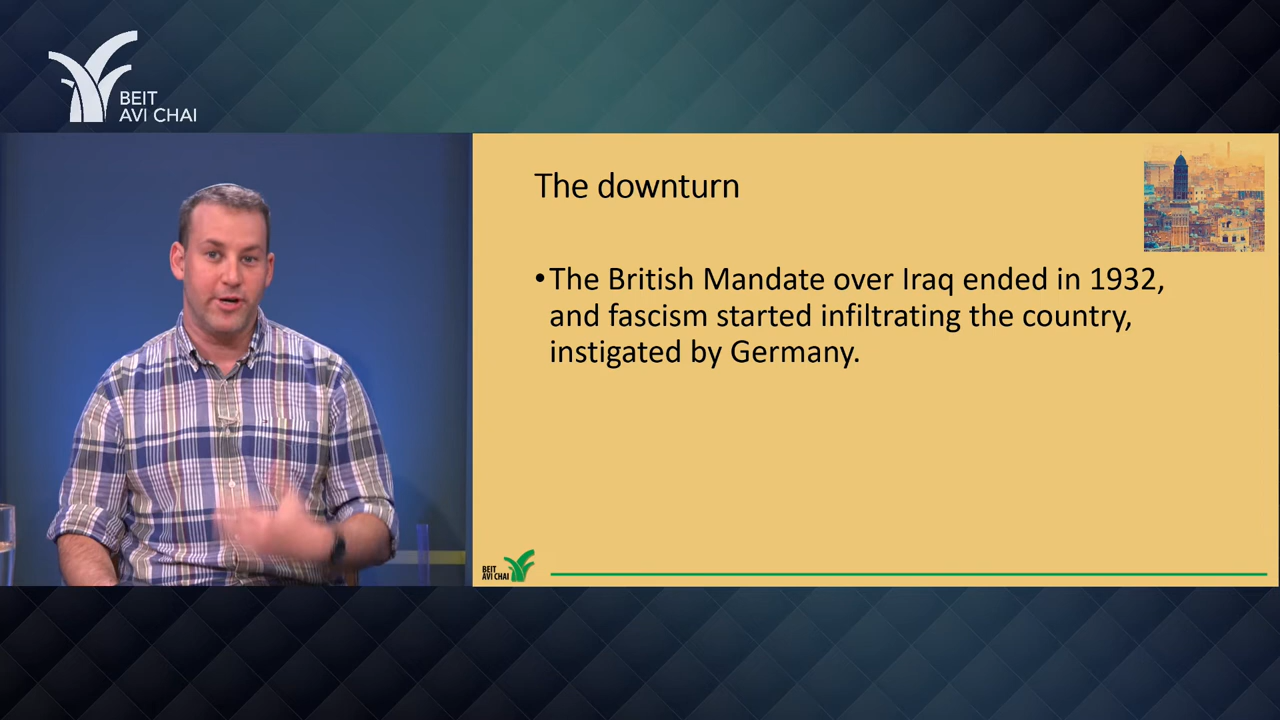 BEIT
AVI CHAI
The downturn
•The British Mandate over Iraq ended in 1932,
and fascism started infiltrating the country,
instigated by Germany.
BEIT
AVI CHAI